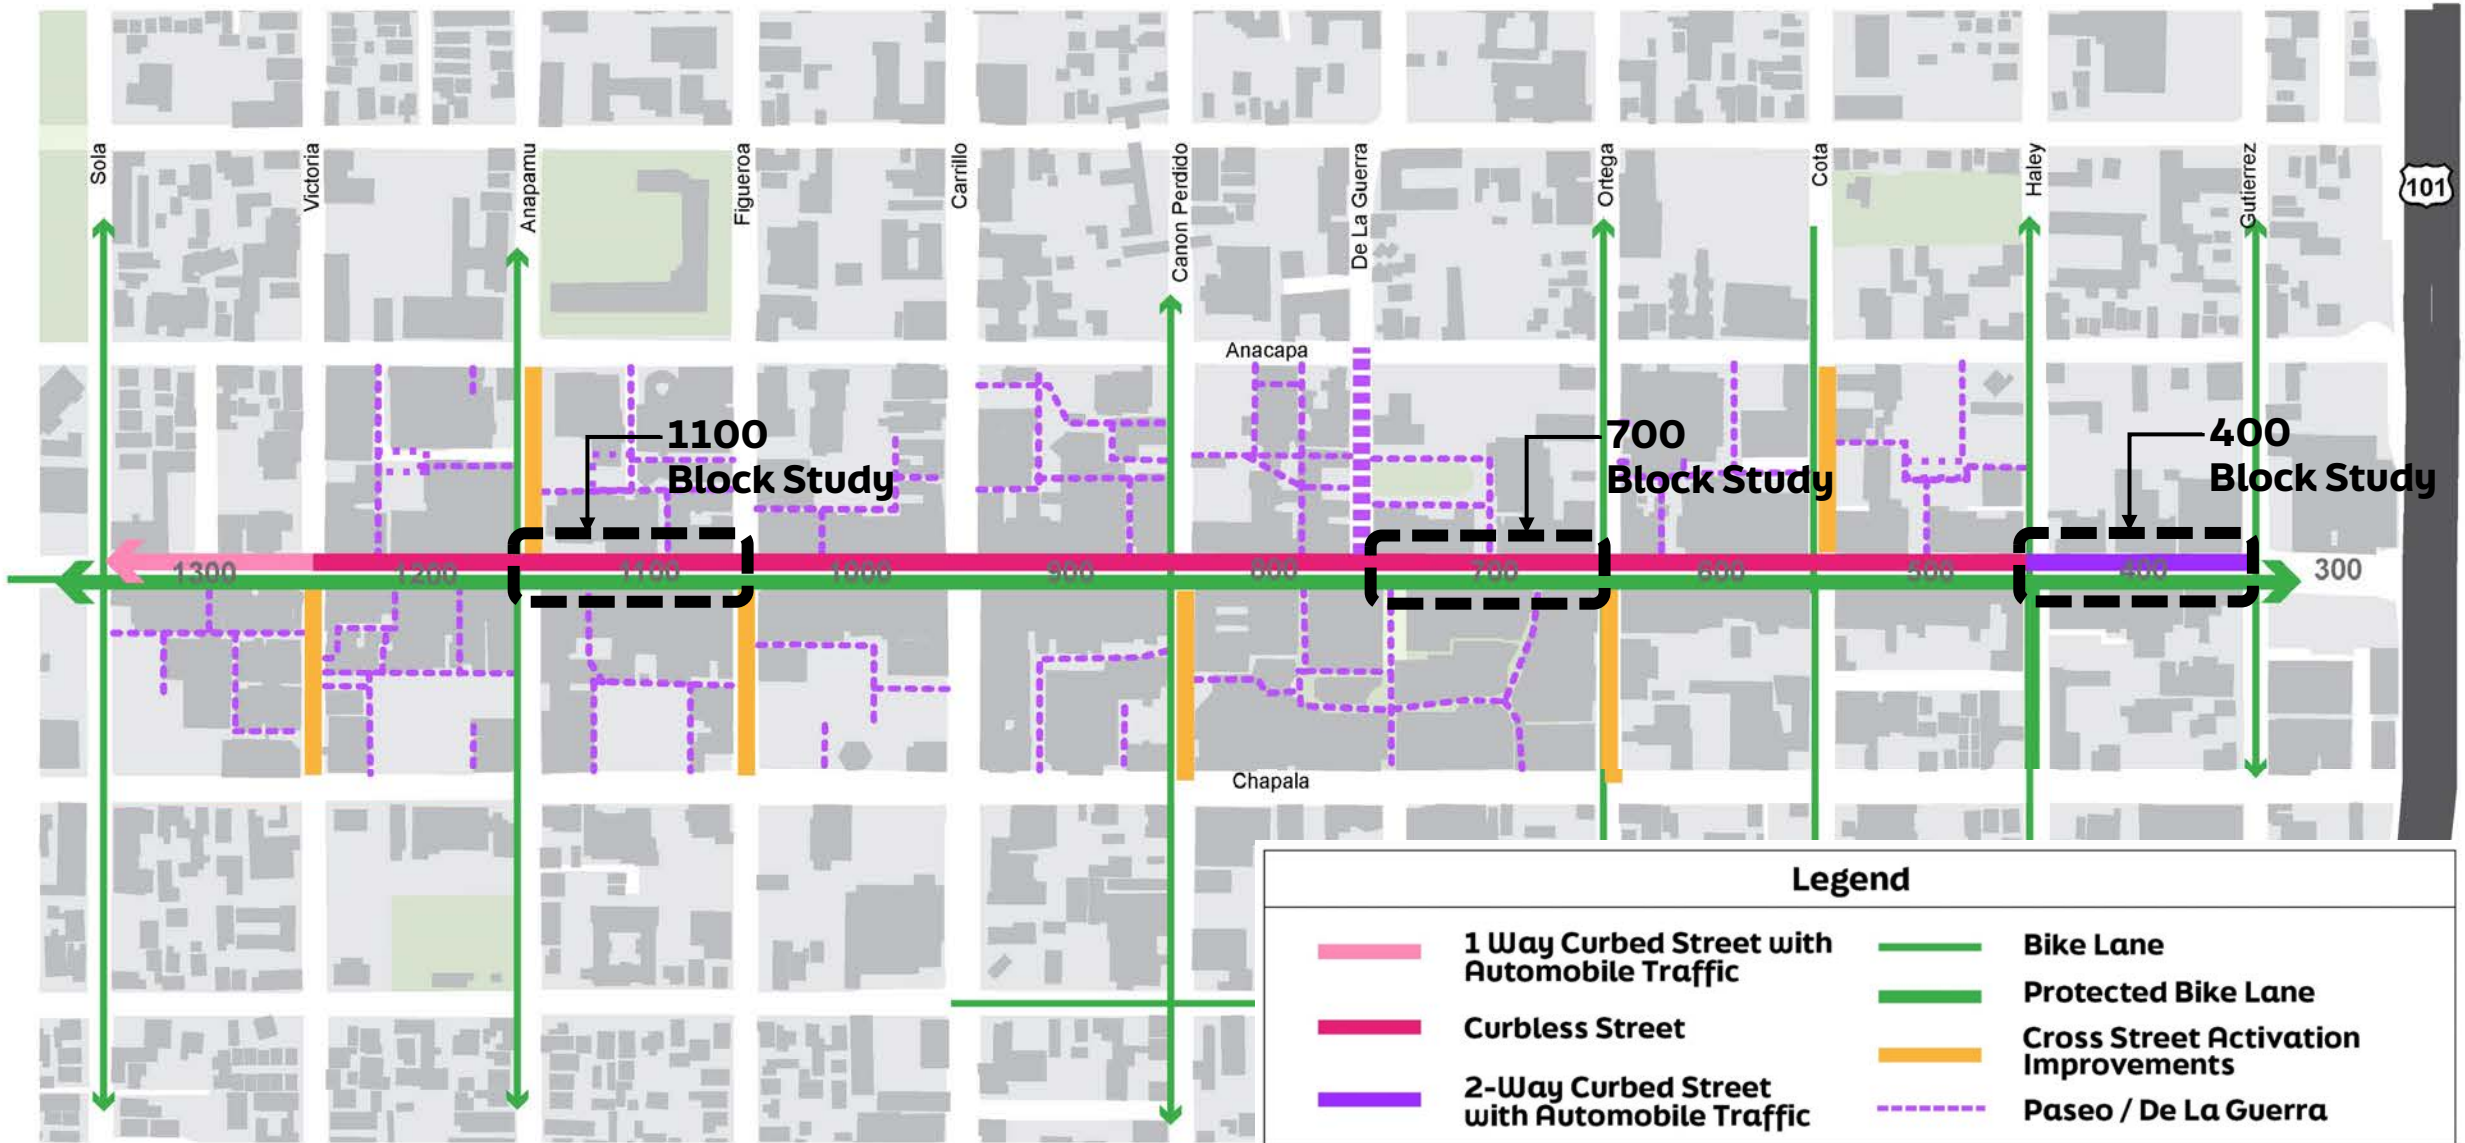 Sola
Victoria
Anapamu
Figueroa
Carrillo
Canon Perdido
De La Guerra
Ortega
Cota
Haley
Gutierrez
101
Anacapa
1100
Block Study
700
Block Study
400
Block Study
1300
1200
1100
1000
900
800
700
600
500
400
300
Chapala
Legend
1 Way Curbed Street with
Automobile Traffic
Curbless Street
2-Way Curbed Street
with Automobile Traffic
Bike Lane
Protected Bike Lane
Cross Street Activation
Improvements
Paseo / De La Guerra